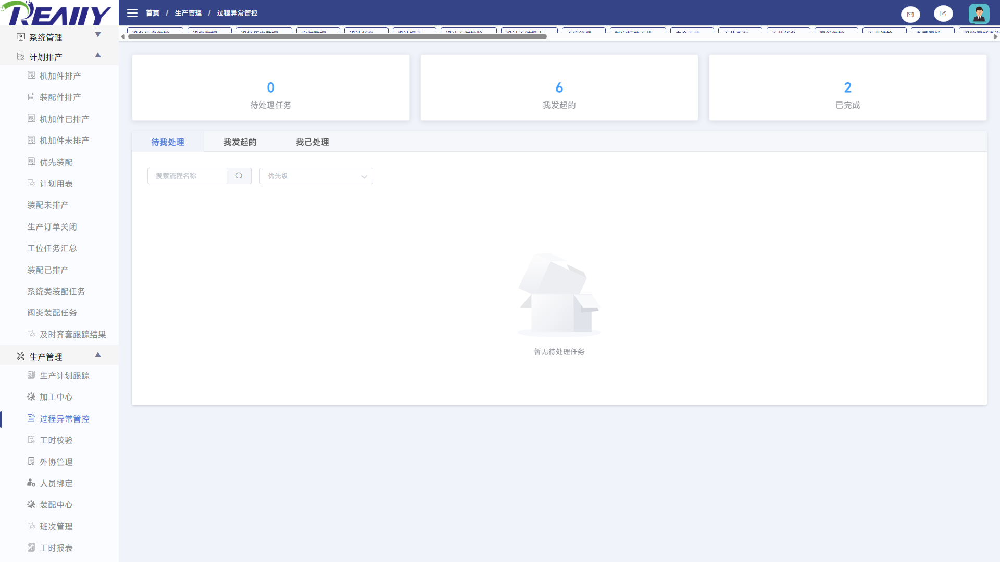 REAllY
首页 / 生产管理 / 过程异常管控
系统管理
计划排产
机加件排产
装配件排产
机加件已排产
机加件未排产
优先装配
计划用表
装配未排产
生产订单关闭
工位任务汇总
装配已排产
系统类装配任务
阀类装配任务
及时齐套跟踪结果
生产管理
生产计划跟踪
加工中心
过程异常管控
工时校验
外协管理
人员绑定
装配中心
班次管理
工时报表
0
待处理任务
6
我发起的
2
已完成
待我处理 我发起的 我已处理
搜索流程名称 优先级
暂无待处理任务